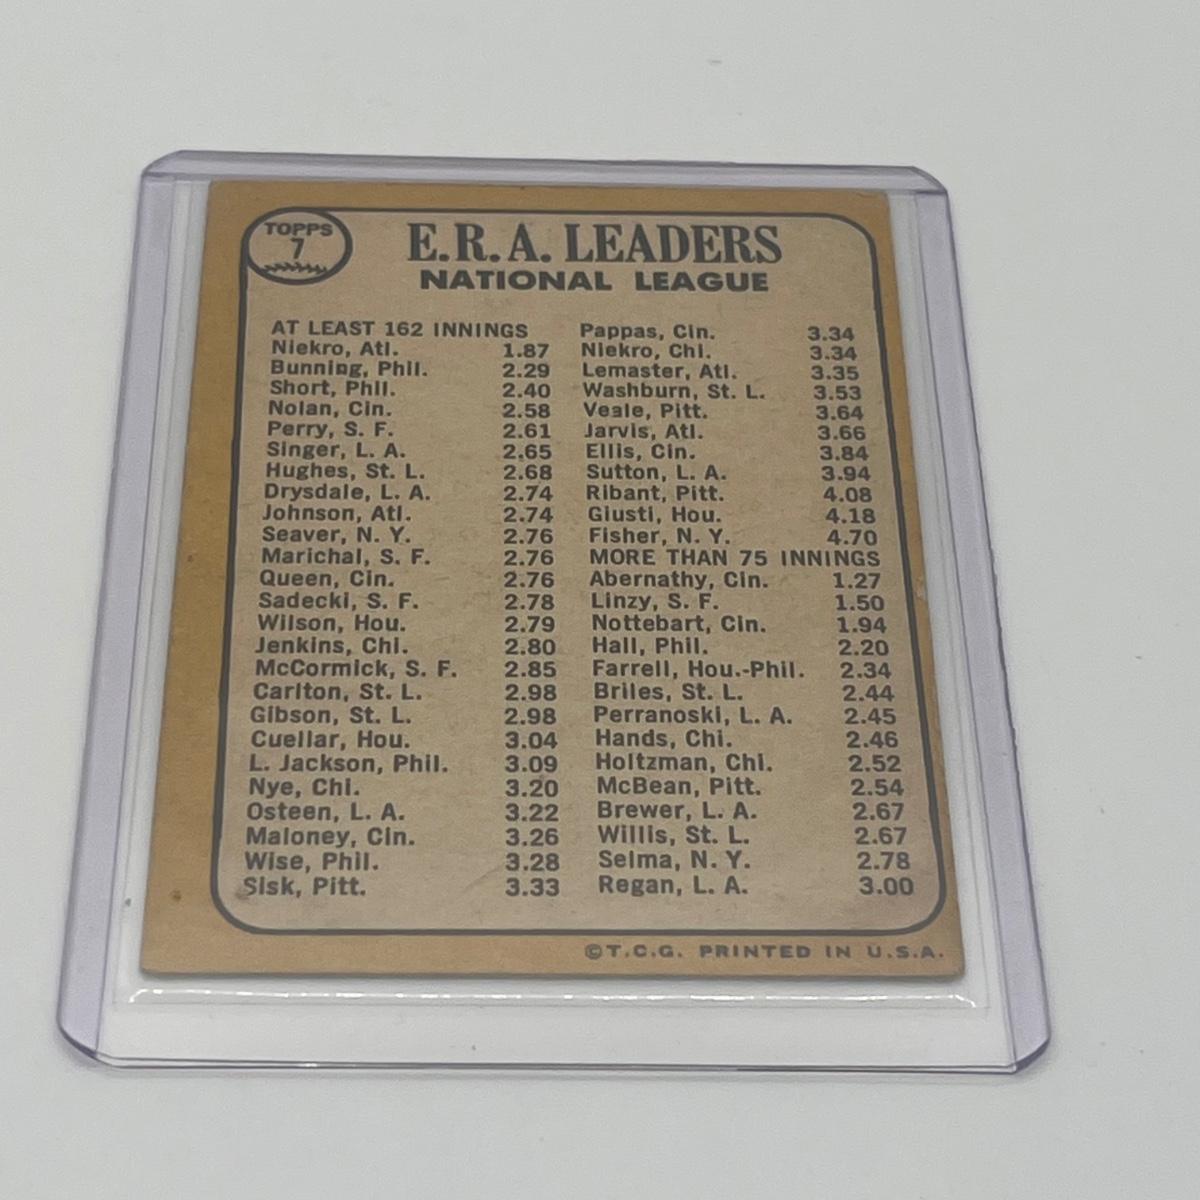 TOPPS
7
E.R.A. LEADERS
NATIONAL LEAGUE
AT LEAST 162 INNINGS
Niekro, Atl. 1.87
Bunning, Phil. 2.29
Short, Phil. 2.40
Nolan, Cin. 2.58
Perry, S. F. 2.61
Singer, L. A. 2.65
Hughes, St. L. 2.68
Drysdale, L. A. 2.74
Johnson, Atl. 2.74
Seaver, N. Y. 2.76
Marichal, S. F. 2.76
Queen, Cin. 2.76
Sadecki, S. F. 2.78
Wilson, Hou. 2.79
Jenkins, Chi. 2.80
McCormick, S. F. 2.85
Carlton, St. L. 2.98
Gibson, St. L. 2.98
Cuellar, Hou. 3.04
L. Jackson, Phil. 3.09
Nye, Chi. 3.20
Osteen, L. A. 3.22
Maloney, Cin. 3.26
Wise, Phil. 3.28
Sisk, Pitt. 3.33
Pappas, Cin. 3.34
Niekro, Chi. 3.34
Lemaster, Atl. 3.35
Washburn, St. L. 3.53
Veale, Pitt. 3.64
Jarvis, Atl. 3.66
Ellis, Cin. 3.84
Sutton, L. A. 3.94
Ribant, Pitt. 4.08
Giusti, Hou. 4.18
Fisher, N. Y. 4.70
MORE THAN 75 INNINGS
Abernathy, Cin. 1.27
Linzy, S. F. 1.50
Nottebart, Cin. 1.94
Hall, Phil. 2.20
Farrell, Hou.-Phil. 2.34
Briles, St. L. 2.44
Perranoski, L. A. 2.45
Hands, Chi. 2.46
Holtzman, Chi. 2.52
McBean, Pitt. 2.54
Brewer, L. A. 2.67
Willis, St. L. 2.67
Selma, N. Y. 2.78
Regan, L. A. 3.00
©T.C.G. PRINTED IN U.S.A.